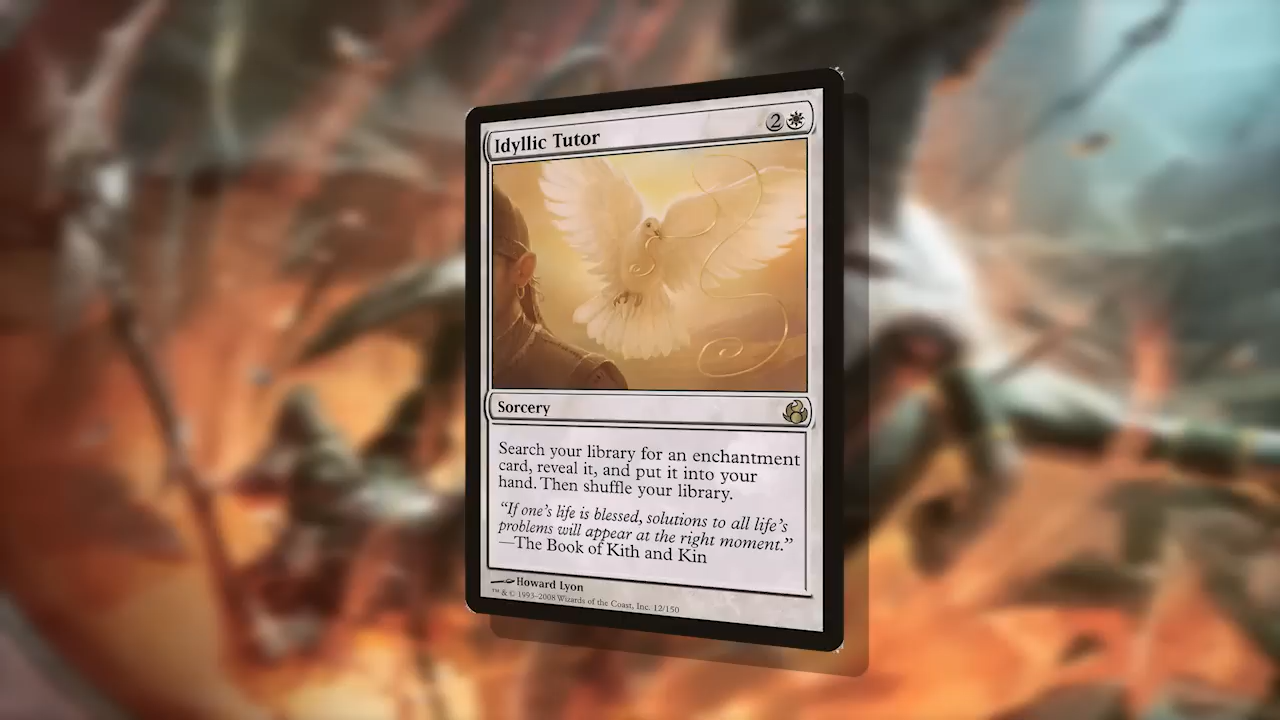 Idyllic Tutor
2
Sorcery
Search your library for an enchantment
card, reveal it, and put it into your
hand. Then shuffle your library.
“If one’s life is blessed, solutions to all life’s
problems will appear at the right moment.”
—The Book of Kith and Kin
Howard Lyon
™ & © 1993–2008 Wizards of the Coast, Inc. 12/150